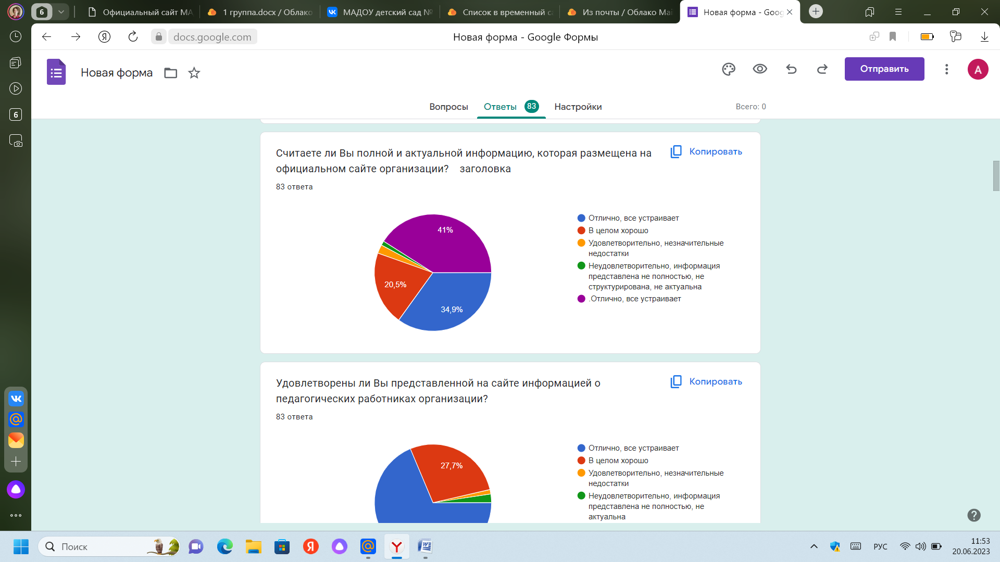 6
Официальный сайт МА
1 группа.docx / Облако
МАДОУ детский сад №
Список в временный са
Из почты / Облако Mai
Новая форма - Goog
docs.google.com
Новая форма - Google Формы
6
Новая форма
Отправить
A
Вопросы
Ответы 83
Настройки
Всего: 0
Считаете ли Вы полной и актуальной информацию, которая размещена на
официальном сайте организации? заголовка
Копировать
83 ответа
41%
20,5%
34,9%
Отлично, все устраивает
В целом хорошо
Удовлетворительно, незначительные
недостатки
Неудовлетворительно, информация
представлена не полностью, не
структурирована, не актуальна
.Отлично, все устраивает
Удовлетворены ли Вы представленной на сайте информацией о
педагогических работниках организации?
Копировать
83 ответа
27,7%
Отлично, все устраивает
В целом хорошо
Удовлетворительно, незначительные
недостатки
Неудовлетворительно, информация
представлена не полностью, не
актуальна
Поиск
РУС
11:53
20.06.2023